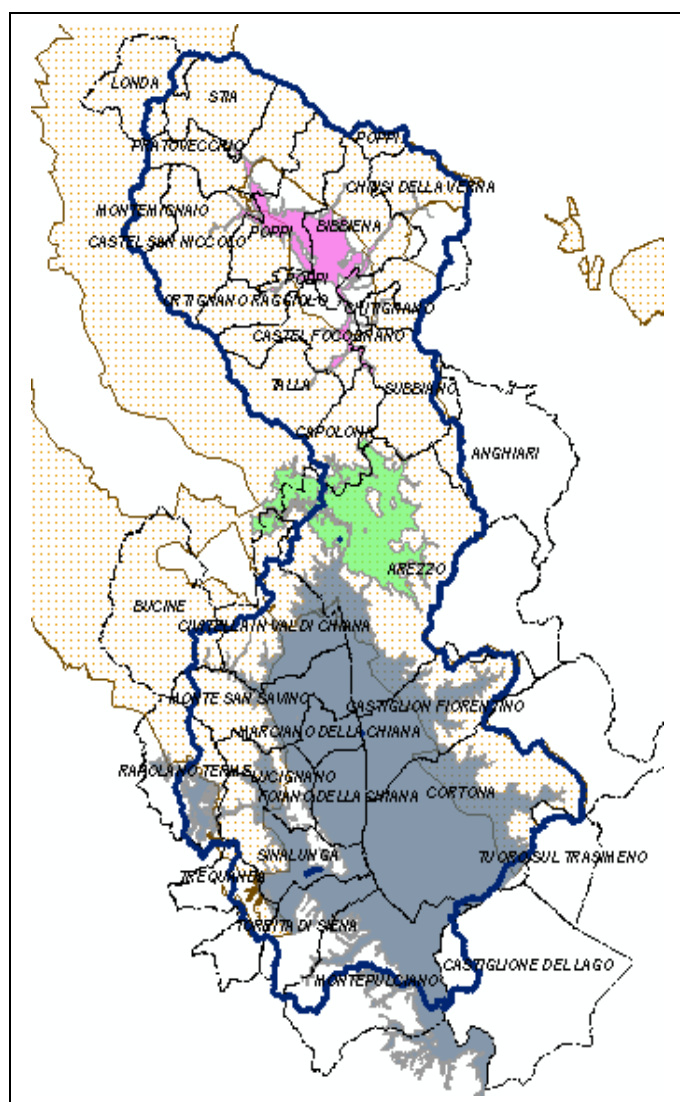 LONDA
STIA
PRATOVECCHIO
POPPI
CHIUSI DELLA VERNA
MONTEMIGNAIO
BIBBIENA
POPPI
CASTEL SAN NICCOLO'
POPPI
ORTIGNANO RAGGIOLO
CHITIGNANO
CASTEL FOCOGNANO
TALLA
SUBBIANO
CAPOLONA
ANGHIARI
AREZZO
BUCINE
CIVITELLA IN VAL DI CHIANA
MONTE SAN SAVINO
CASTIGLION FIORENTINO
MARCIANO DELLA CHIANA
RAPOLANO TERME
LUCIGNANO
FOIANO DELLA CHIANA
CORTONA
SINALUNGA
TUORO SUL TRASIMENO
TREQUANDA
TORRITA DI SIENA
CASTIGLIONE DEL LAGO
MONTEPULCIANO